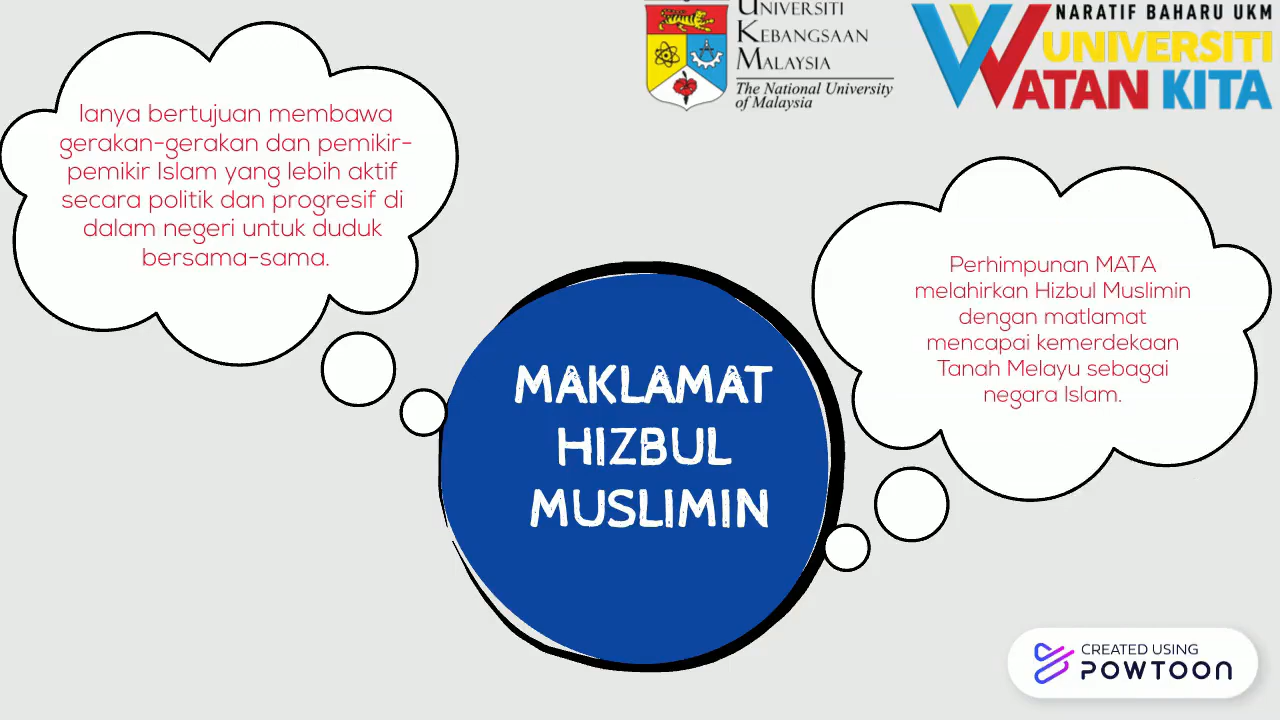 UNIVERSITI
KEBANGSAAN
MALAYSIA
The National University
of Malaysia
NARATIF BAHARU UKM
UNIVERSITI
WATAN KITA
Ianya bertujuan membawa
gerakan-gerakan dan pemikir-
pemikir Islam yang lebih aktif
secara politik dan progresif di
dalam negeri untuk duduk
bersama-sama.
Perhimpunan MATA
melahirkan Hizbul Muslimin
dengan matlamat
mencapai kemerdekaan
Tanah Melayu sebagai
negara Islam.
MAKLAMAT
HIZBUL
MUSLIMIN
CREATED USING
POWTOON